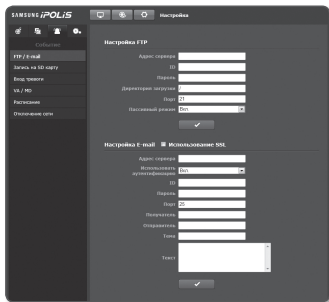 SAMSUNG iPOLiS
Настройка
События
FTP / E-mail
Запись на SD карту
Вход тревоги
VA / MD
Расписание
Отключение сети
Настройка FTP
Адрес сервера
ID
Пароль
Директория загрузки
Порт 21
Пассивный режим Вкл
Настройка E-mail Использование SSL
Адрес сервера
Использовать аутентификацию Вкл
ID
Пароль
Порт 25
Получатель
Отправитель
Тема
Текст